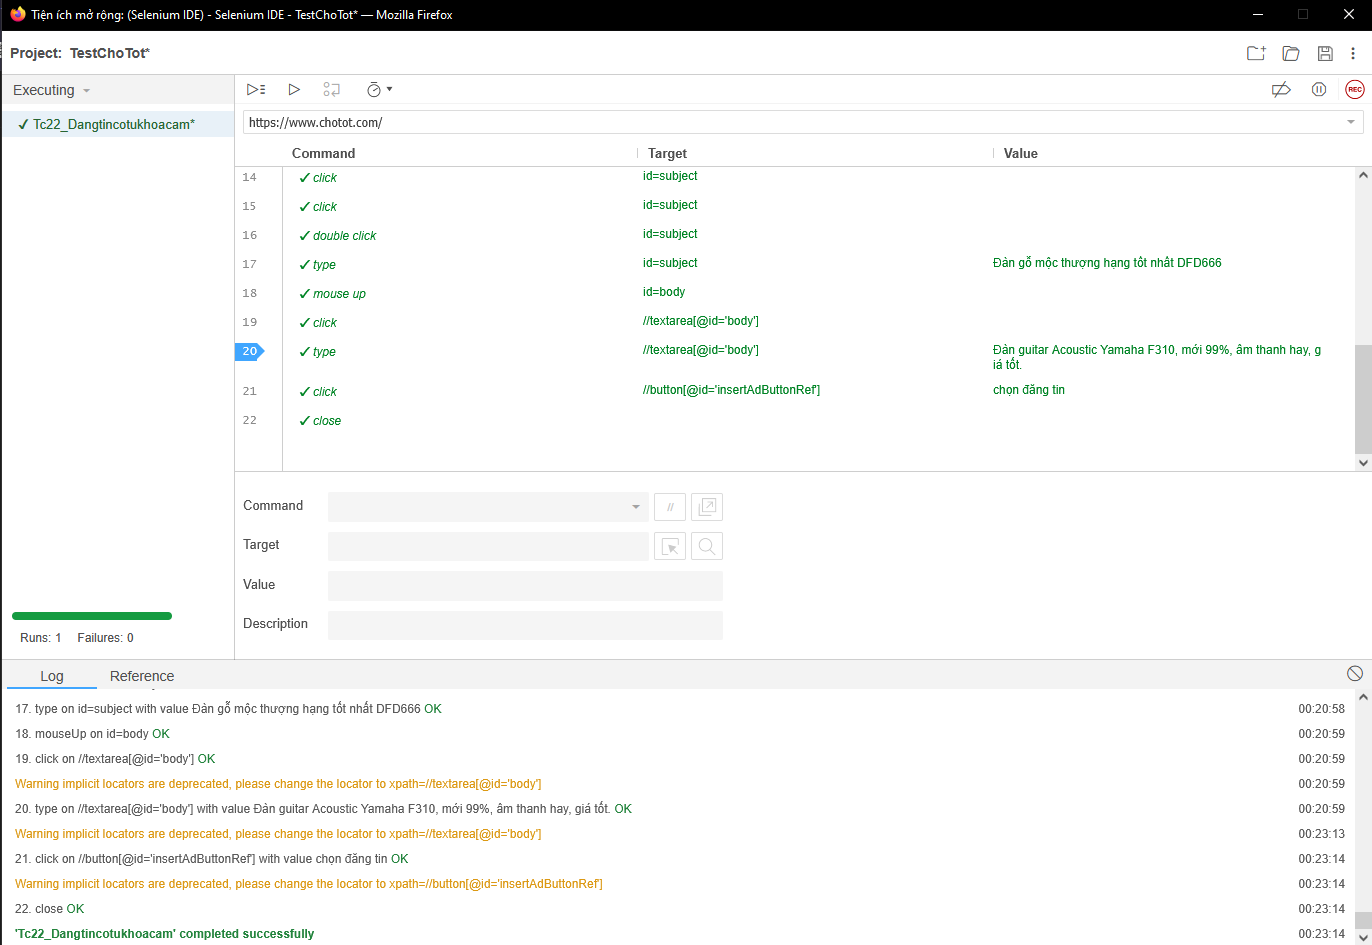 Tiện ích mở rộng: (Selenium IDE) - Selenium IDE - TestChoTot* — Mozilla Firefox
Project: TestChoTot*
Executing
✓ Tc22_Dangtincotukhoacam*
REC
https://www.chotot.com/
Command Target Value
14 ✓ click id=subject
15 ✓ click id=subject
16 ✓ double click id=subject
17 ✓ type id=subject Đàn gỗ mộc thượng hạng tốt nhất DFD666
18 ✓ mouse up id=body
19 ✓ click //textarea[@id='body']
20 ✓ type //textarea[@id='body'] Đàn guitar Acoustic Yamaha F310, mới 99%, âm thanh hay, g
iá tốt.
21 ✓ click //button[@id='insertAdButtonRef'] chọn đăng tin
22 ✓ close
Command //
Target
Value
Description
Runs: 1 Failures: 0
Log Reference
17. type on id=subject with value Đàn gỗ mộc thượng hạng tốt nhất DFD666 OK 00:20:58
18. mouseUp on id=body OK 00:20:59
19. click on //textarea[@id='body'] OK 00:20:59
Warning implicit locators are deprecated, please change the locator to xpath=//textarea[@id='body'] 00:20:59
20. type on //textarea[@id='body'] with value Đàn guitar Acoustic Yamaha F310, mới 99%, âm thanh hay, giá tốt. OK 00:20:59
Warning implicit locators are deprecated, please change the locator to xpath=//textarea[@id='body'] 00:23:13
21. click on //button[@id='insertAdButtonRef'] with value chọn đăng tin OK 00:23:14
Warning implicit locators are deprecated, please change the locator to xpath=//button[@id='insertAdButtonRef'] 00:23:14
22. close OK 00:23:14
'Tc22_Dangtincotukhoacam' completed successfully 00:23:14